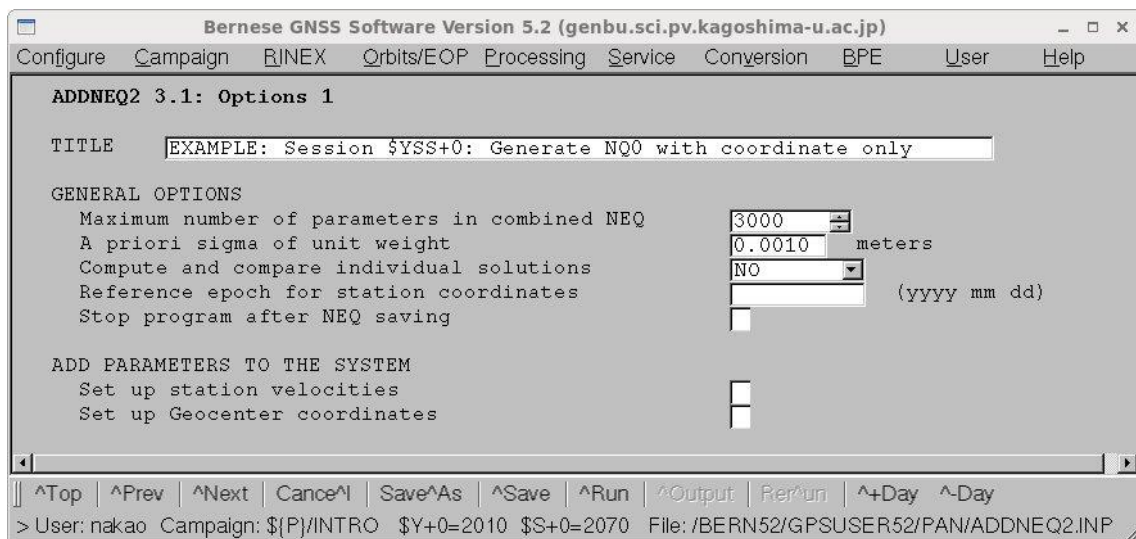 Bernese GNSS Software Version 5.2 (genbu.sci.pv.kagoshima-u.ac.jp)
Configure Campaign RINEX Orbits/EOP Processing Service Conversion BPE User Help
ADDNEQ2 3.1: Options 1
TITLE EXAMPLE: Session $YSS+0: Generate NQ0 with coordinate only
GENERAL OPTIONS
Maximum number of parameters in combined NEQ 3000
A priori sigma of unit weight 0.0010 meters
Compute and compare individual solutions NO
Reference epoch for station coordinates (yyyy mm dd)
Stop program after NEQ saving
ADD PARAMETERS TO THE SYSTEM
Set up station velocities
Set up Geocenter coordinates
^Top | ^Prev | ^Next | Cance^l | Save^As | ^Save | ^Run | ^Output | Rer^un | ^+Day ^-Day
> User: nakao Campaign: ${P}/INTRO $Y+0=2010 $S+0=2070 File: /BERN52/GPSUSER52/PAN/ADDNEQ2.INP